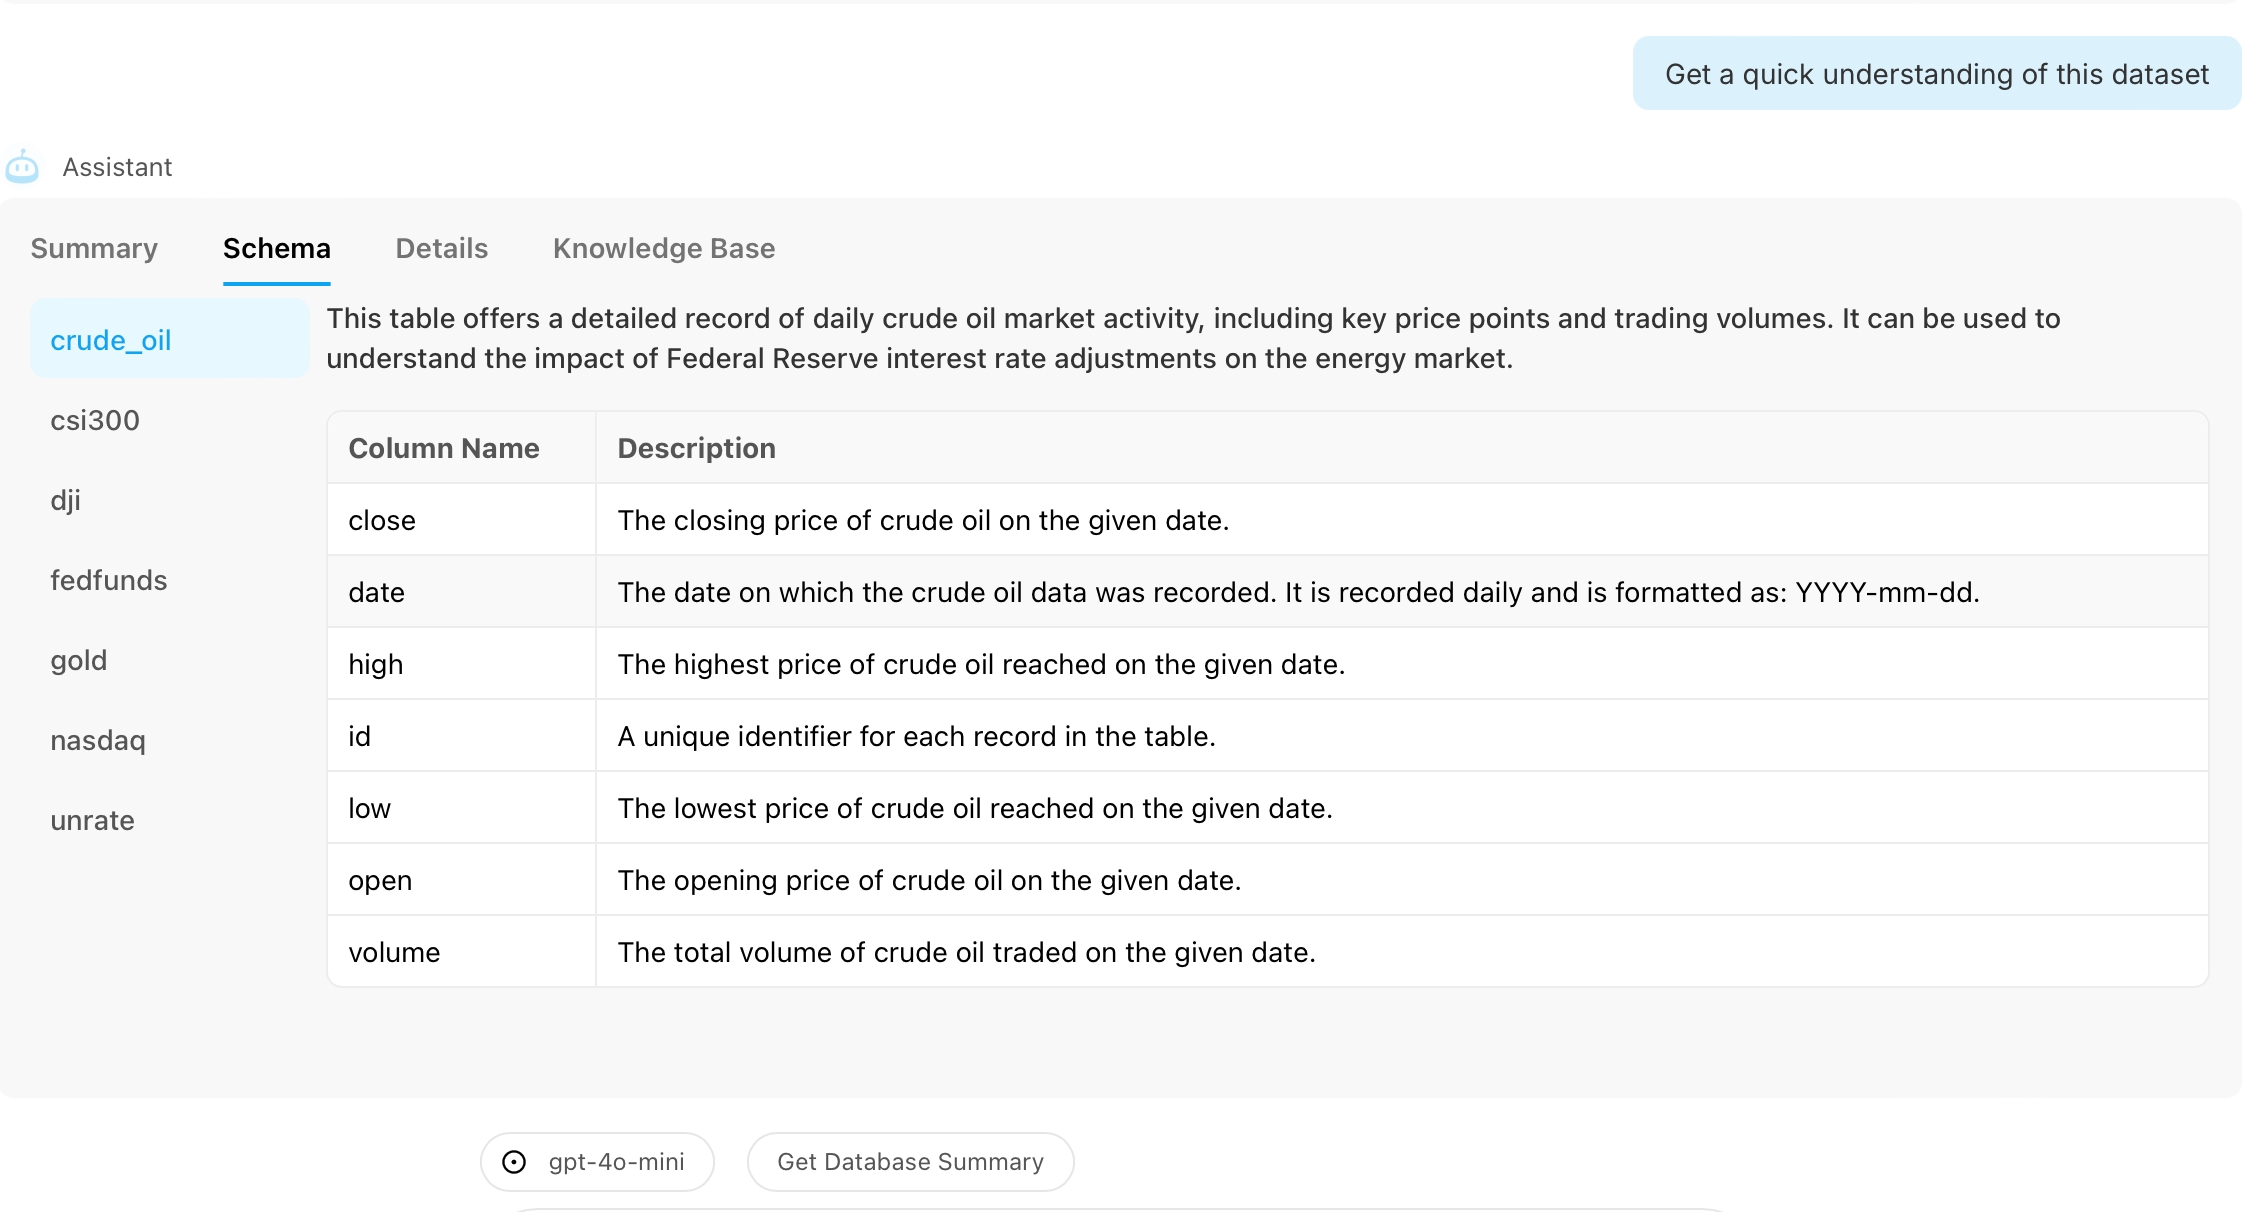 Get a quick understanding of this dataset
Assistant
Summary Schema Details Knowledge Base
crude_oil
csi300
dji
fedfunds
gold
nasdaq
unrate
This table offers a detailed record of daily crude oil market activity, including key price points and trading volumes. It can be used to
understand the impact of Federal Reserve interest rate adjustments on the energy market.
Column Name Description
close The closing price of crude oil on the given date.
date The date on which the crude oil data was recorded. It is recorded daily and is formatted as: YYYY-mm-dd.
high The highest price of crude oil reached on the given date.
id A unique identifier for each record in the table.
low The lowest price of crude oil reached on the given date.
open The opening price of crude oil on the given date.
volume The total volume of crude oil traded on the given date.
gpt-4o-mini Get Database Summary